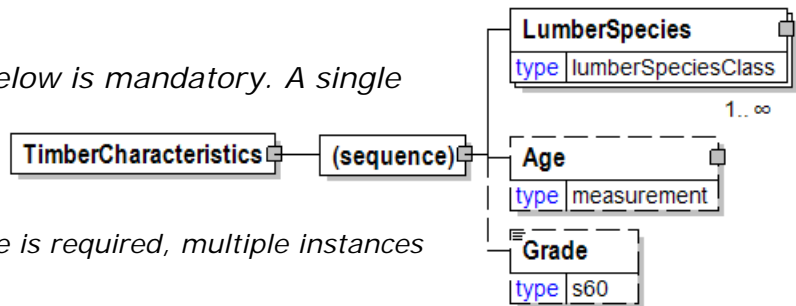 LumberSpecies
type lumberSpeciesClass
elow is mandatory. A single
1.. ∞
TimberCharacteristics (sequence) Age
type measurement
e is required, multiple instances
Grade
type s60